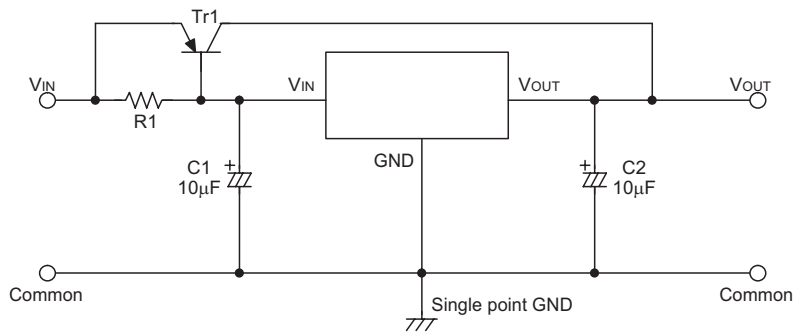 Tr1
VIN
R1
VIN
VOUT
VOUT
GND
C1
+
10μF
C2
+
10μF
Common
Single point GND
Common